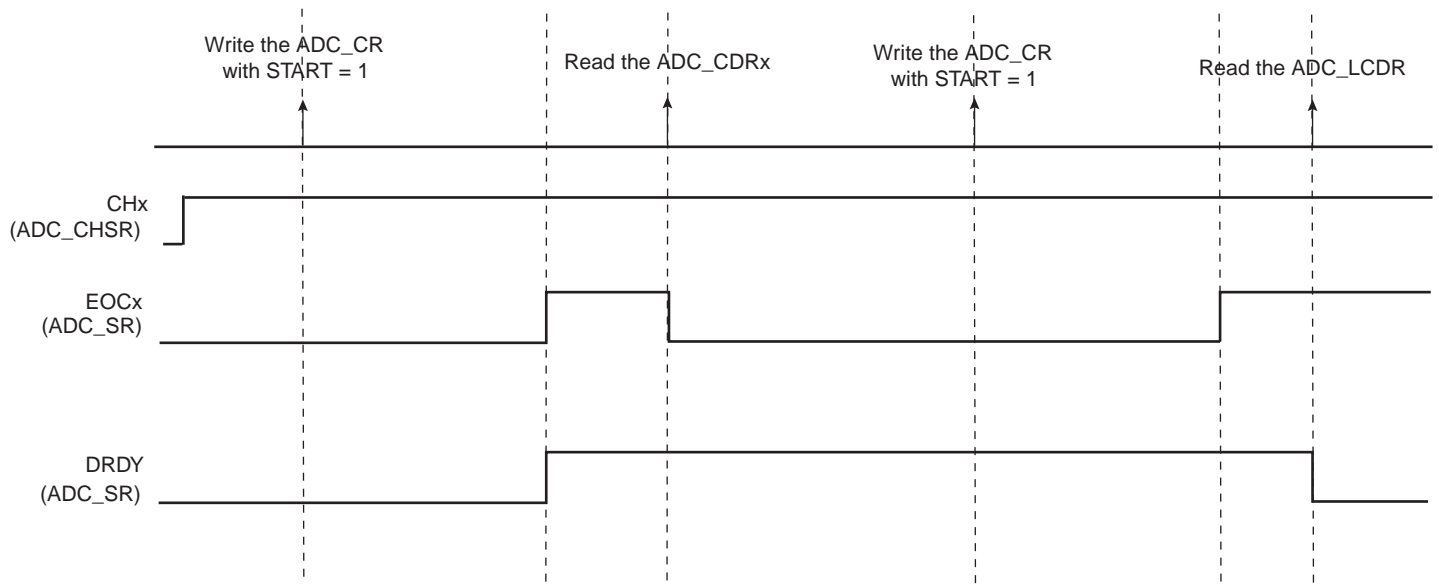 Write the ADC_CR
with START = 1
Read the ADC_CDRx
Write the ADC_CR
with START = 1
Read the ADC_LCDR
CHx
(ADC_CHSR)
EOCx
(ADC_SR)
DRDY
(ADC_SR)